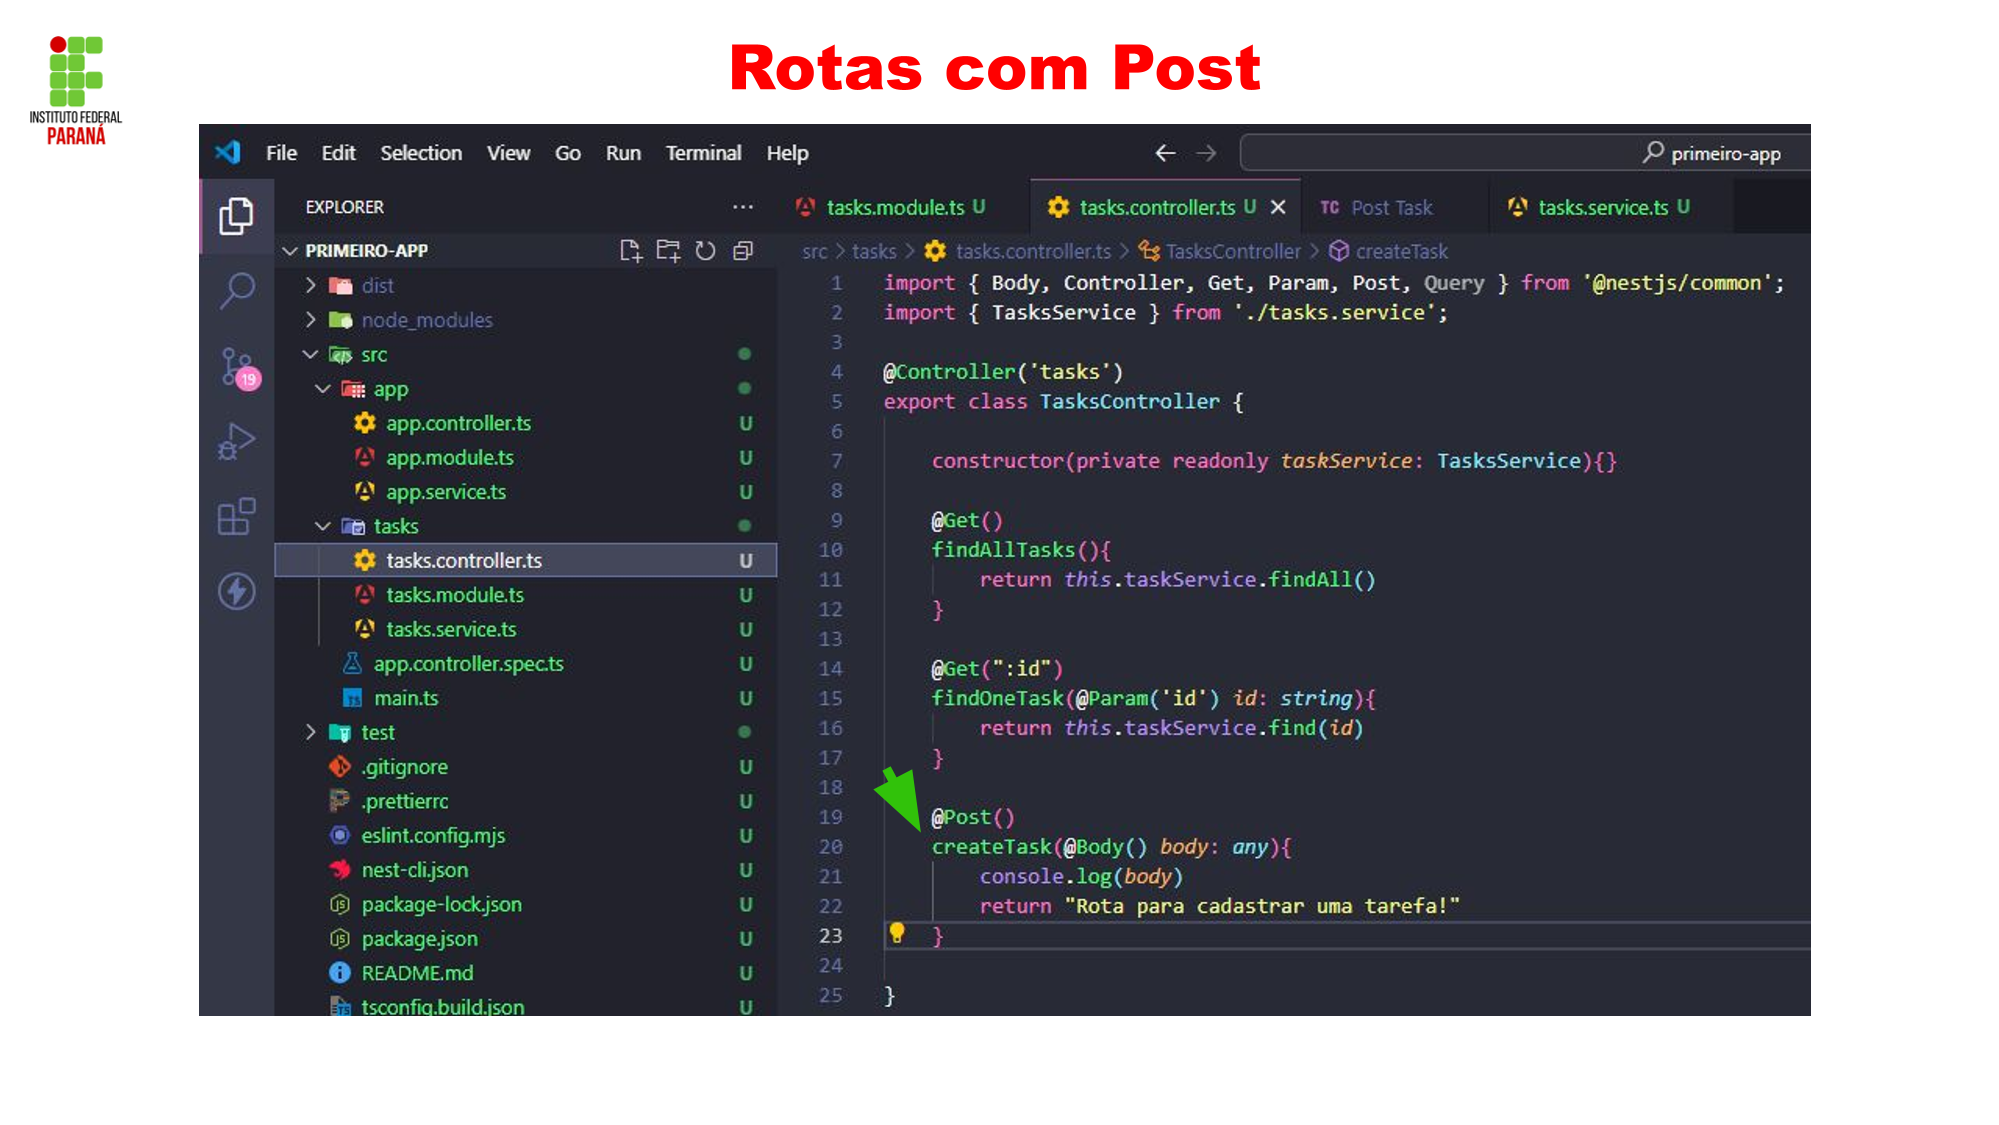 INSTITUTO FEDERAL
PARANÁ
Rotas com Post
File Edit Selection View Go Run Terminal Help
primeiro-app
EXPLORER
PRIMEIRO-APP
dist
node_modules
src
app
app.controller.ts U
app.module.ts U
app.service.ts U
tasks
tasks.controller.ts U
tasks.module.ts U
tasks.service.ts U
app.controller.spec.ts U
main.ts U
test
.gitignore U
.prettierrc U
eslint.config.mjs U
nest-cli.json U
package-lock.json U
package.json U
README.md U
tsconfig.build.json U
19
tasks.module.ts U tasks.controller.ts U TC Post Task tasks.service.ts U
src > tasks > tasks.controller.ts > TasksController > createTask
1 import { Body, Controller, Get, Param, Post, Query } from '@nestjs/common';
2 import { TasksService } from './tasks.service';
3
4 @Controller('tasks')
5 export class TasksController {
6
7 constructor(private readonly taskService: TasksService){}
8
9 @Get()
10 findAllTasks(){
11 return this.taskService.findAll()
12 }
13
14 @Get(":id")
15 findOneTask(@Param('id') id: string){
16 return this.taskService.find(id)
17 }
18
19 @Post()
20 createTask(@Body() body: any){
21 console.log(body)
22 return "Rota para cadastrar uma tarefa!"
23 }
24
25 }